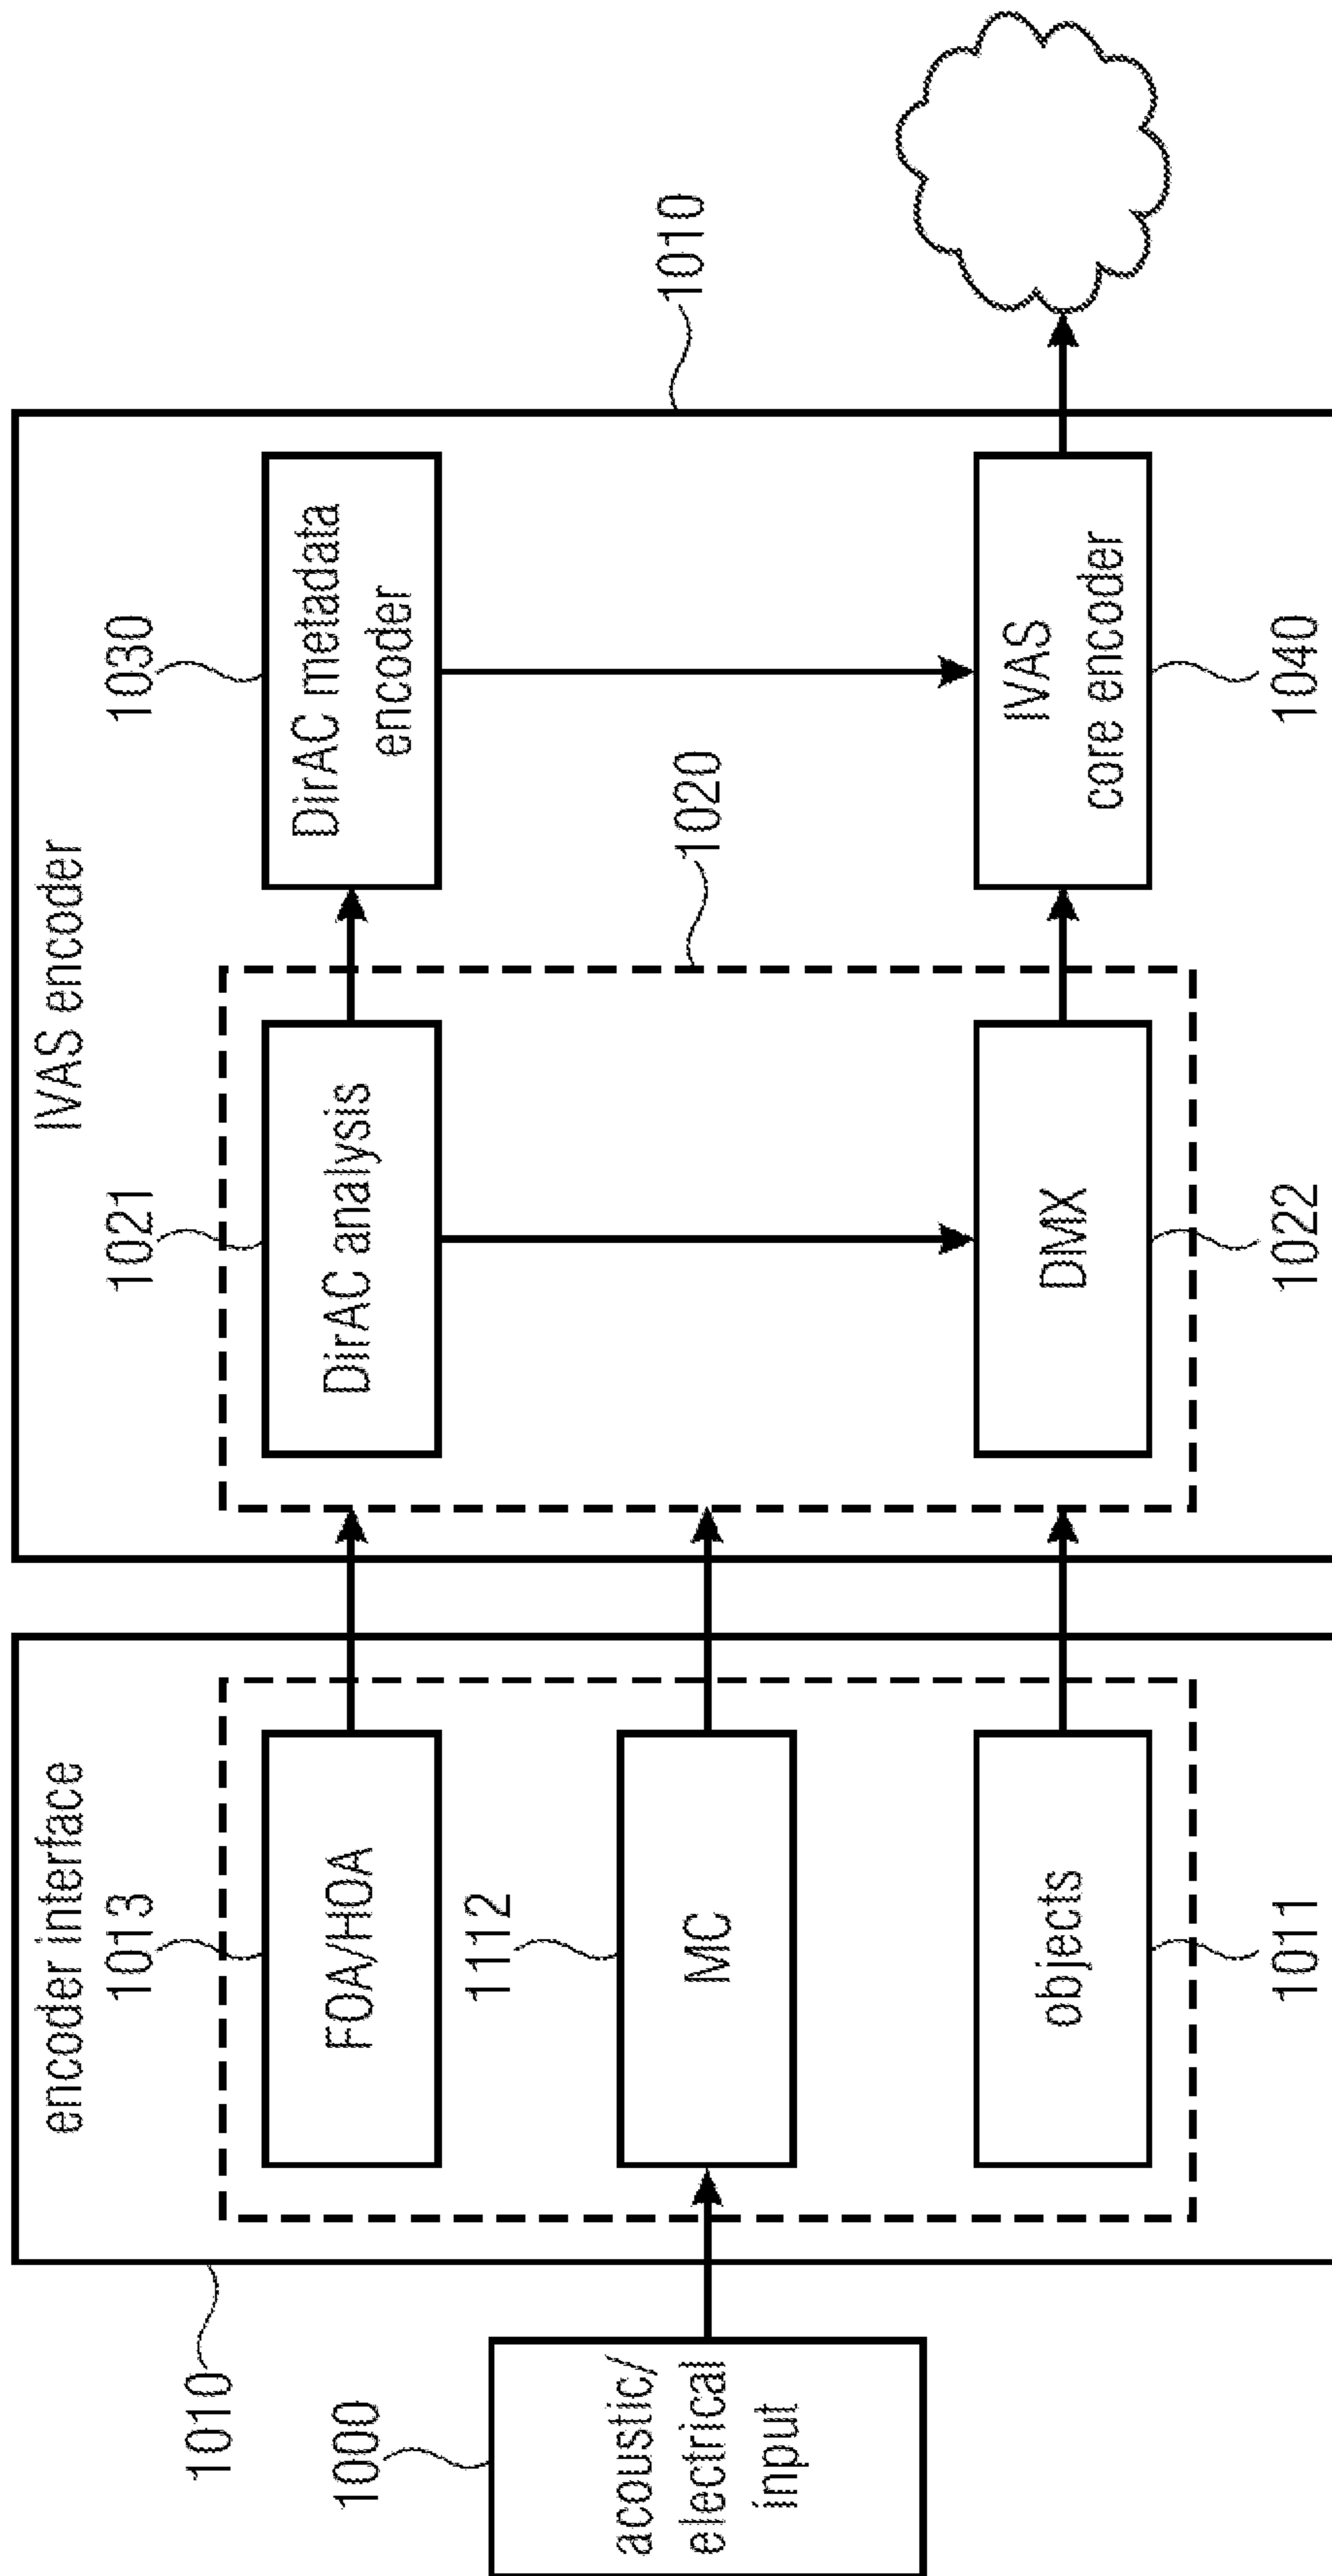 1000
acoustic/
electrical
input
1010
encoder interface
1013
FOA/HOA
1112
MC
objects
1011
IVAS encoder
1010
1021
DirAC analysis
1020
DMX
1022
1030
DirAC metadata
encoder
IVAS
core encoder
1040